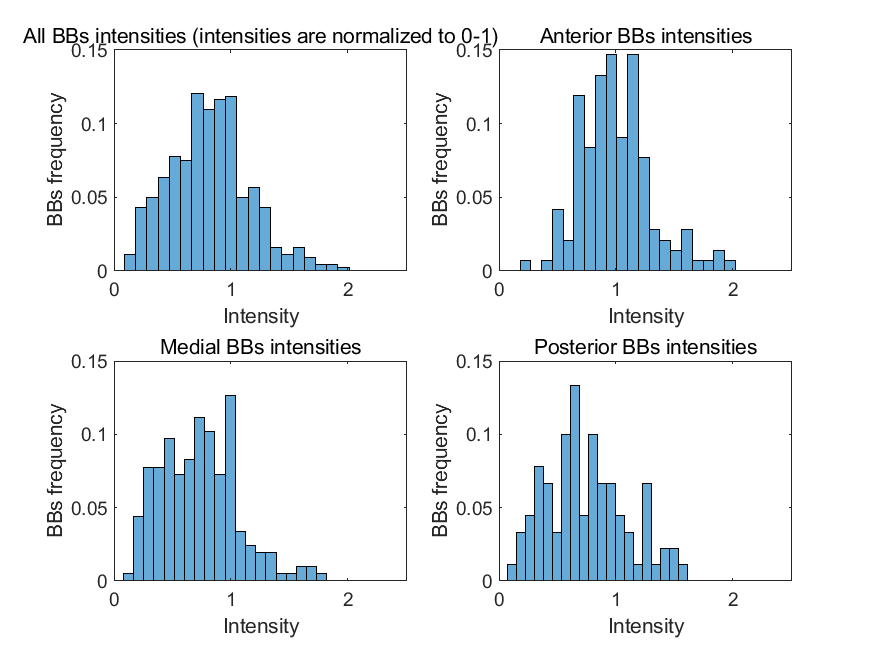 All BBs intensities (intensities are normalized to 0-1)
0.15
0.1
0.05
0
BBs frequency
0 1 2
Intensity
Anterior BBs intensities
0.15
0.1
0.05
0
BBs frequency
0 1 2
Intensity
Medial BBs intensities
0.15
0.1
0.05
0
BBs frequency
0 1 2
Intensity
Posterior BBs intensities
0.15
0.1
0.05
0
BBs frequency
0 1 2
Intensity